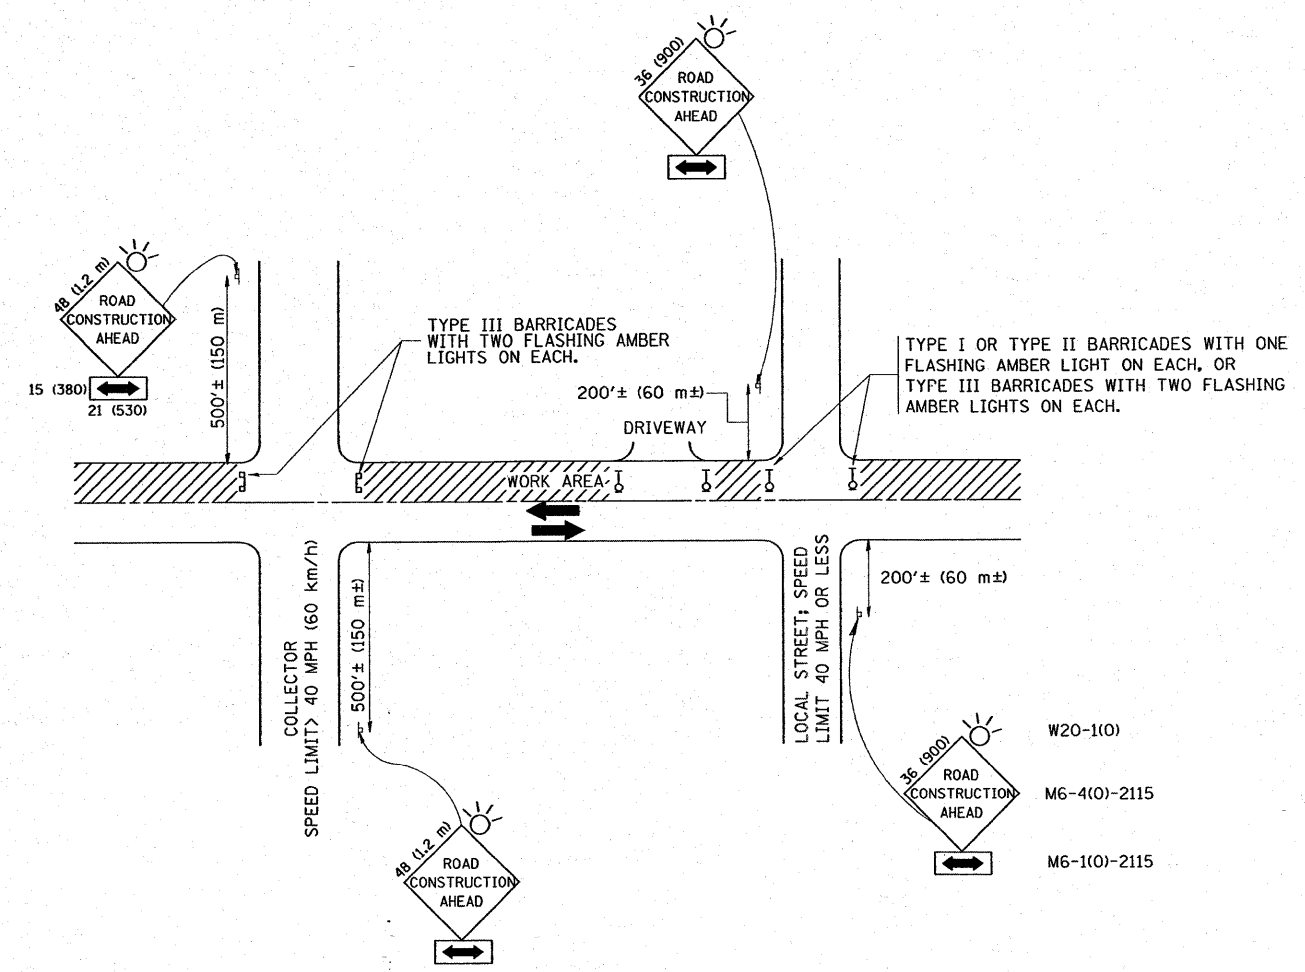 36 (900)
ROAD
CONSTRUCTION
AHEAD
48 (1.2 m)
ROAD
CONSTRUCTION
AHEAD
15 (380)
21 (530)
500'± (150 m)
TYPE III BARRICADES
WITH TWO FLASHING AMBER
LIGHTS ON EACH.
200'± (60 m±)
DRIVEWAY
TYPE I OR TYPE II BARRICADES WITH ONE
FLASHING AMBER LIGHT ON EACH, OR
TYPE III BARRICADES WITH TWO FLASHING
AMBER LIGHTS ON EACH.
WORK AREA
COLLECTOR
SPEED LIMIT> 40 MPH (60 km/h)
500'± (150 m±)
LOCAL STREET; SPEED
LIMIT 40 MPH OR LESS
200'± (60 m±)
36 (900)
ROAD
CONSTRUCTION
AHEAD
W20-1(O)
M6-4(O)-2115
M6-1(O)-2115
48 (1.2 m)
ROAD
CONSTRUCTION
AHEAD